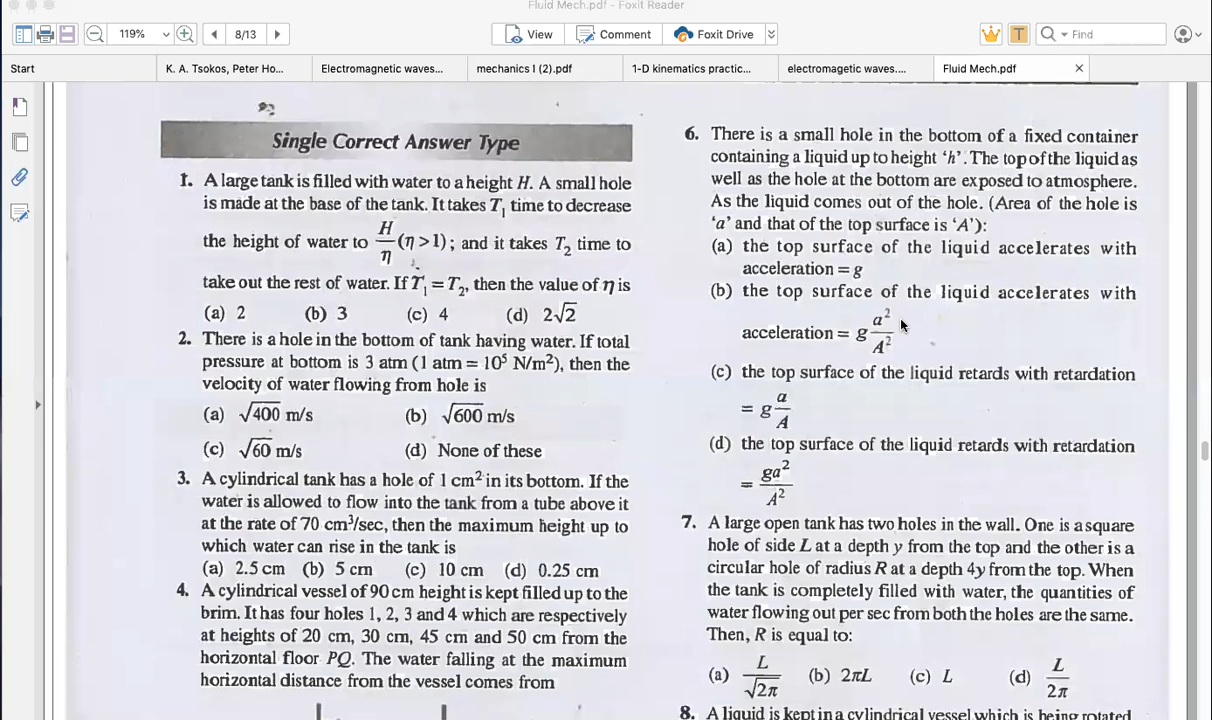 Fluid Mech.pdf - Foxit Reader
119%
8/13
View
Comment
Foxit Drive
T
Find
Start
K. A. Tsokos, Peter Ho...
Electromagnetic waves...
mechanics I (2).pdf
1-D kinematics practic...
electromagetic waves....
Fluid Mech.pdf
Single Correct Answer Type
1. A large tank is filled with water to a height H. A small hole
is made at the base of the tank. It takes T₁ time to decrease
the height of water to H/η (η > 1); and it takes T₂ time to
take out the rest of water. If T₁ = T₂, then the value of η is
(a) 2 (b) 3 (c) 4 (d) 2√2
2. There is a hole in the bottom of tank having water. If total
pressure at bottom is 3 atm (1 atm = 10⁵ N/m²), then the
velocity of water flowing from hole is
(a) √400 m/s (b) √600 m/s
(c) √60 m/s (d) None of these
3. A cylindrical tank has a hole of 1 cm² in its bottom. If the
water is allowed to flow into the tank from a tube above it
at the rate of 70 cm³/sec, then the maximum height up to
which water can rise in the tank is
(a) 2.5 cm (b) 5 cm (c) 10 cm (d) 0.25 cm
4. A cylindrical vessel of 90 cm height is kept filled up to the
brim. It has four holes 1, 2, 3 and 4 which are respectively
at heights of 20 cm, 30 cm, 45 cm and 50 cm from the
horizontal floor PQ. The water falling at the maximum
horizontal distance from the vessel comes from
6. There is a small hole in the bottom of a fixed container
containing a liquid up to height ‘h’. The top of the liquid as
well as the hole at the bottom are exposed to atmosphere.
As the liquid comes out of the hole. (Area of the hole is
‘a’ and that of the top surface is ‘A’):
(a) the top surface of the liquid accelerates with
acceleration = g
(b) the top surface of the liquid accelerates with
acceleration = g a²/A²
(c) the top surface of the liquid retards with retardation
= g a/A
(d) the top surface of the liquid retards with retardation
= ga²/A²
7. A large open tank has two holes in the wall. One is a square
hole of side L at a depth y from the top and the other is a
circular hole of radius R at a depth 4y from the top. When
the tank is completely filled with water, the quantities of
water flowing out per sec from both the holes are the same.
Then, R is equal to:
(a) L/√2π (b) 2πL (c) L (d) L/2π
8. A liquid is kept in a cylindrical vessel which is being rotated